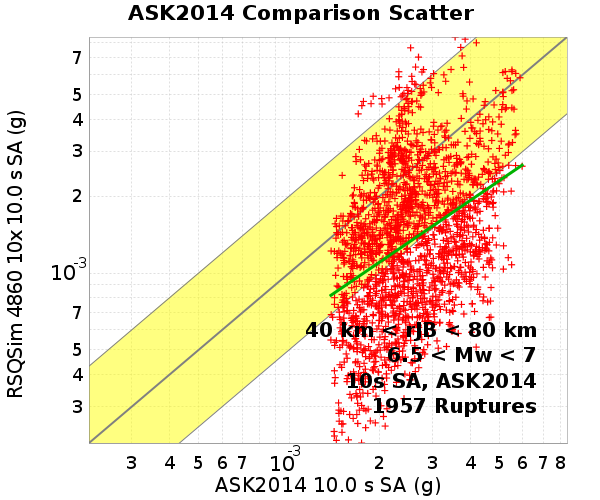 ASK2014 Comparison Scatter
RSQSim 4860 10x 10.0 s SA (g)
7
5
4
3
2
10-3
7
5
4
3
40 km < rJB < 80 km
6.5 < Mw < 7
10s SA, ASK2014
1957 Ruptures
3 4 5 6 7 10-3 2 3 4 5 6 7 8
ASK2014 10.0 s SA (g)